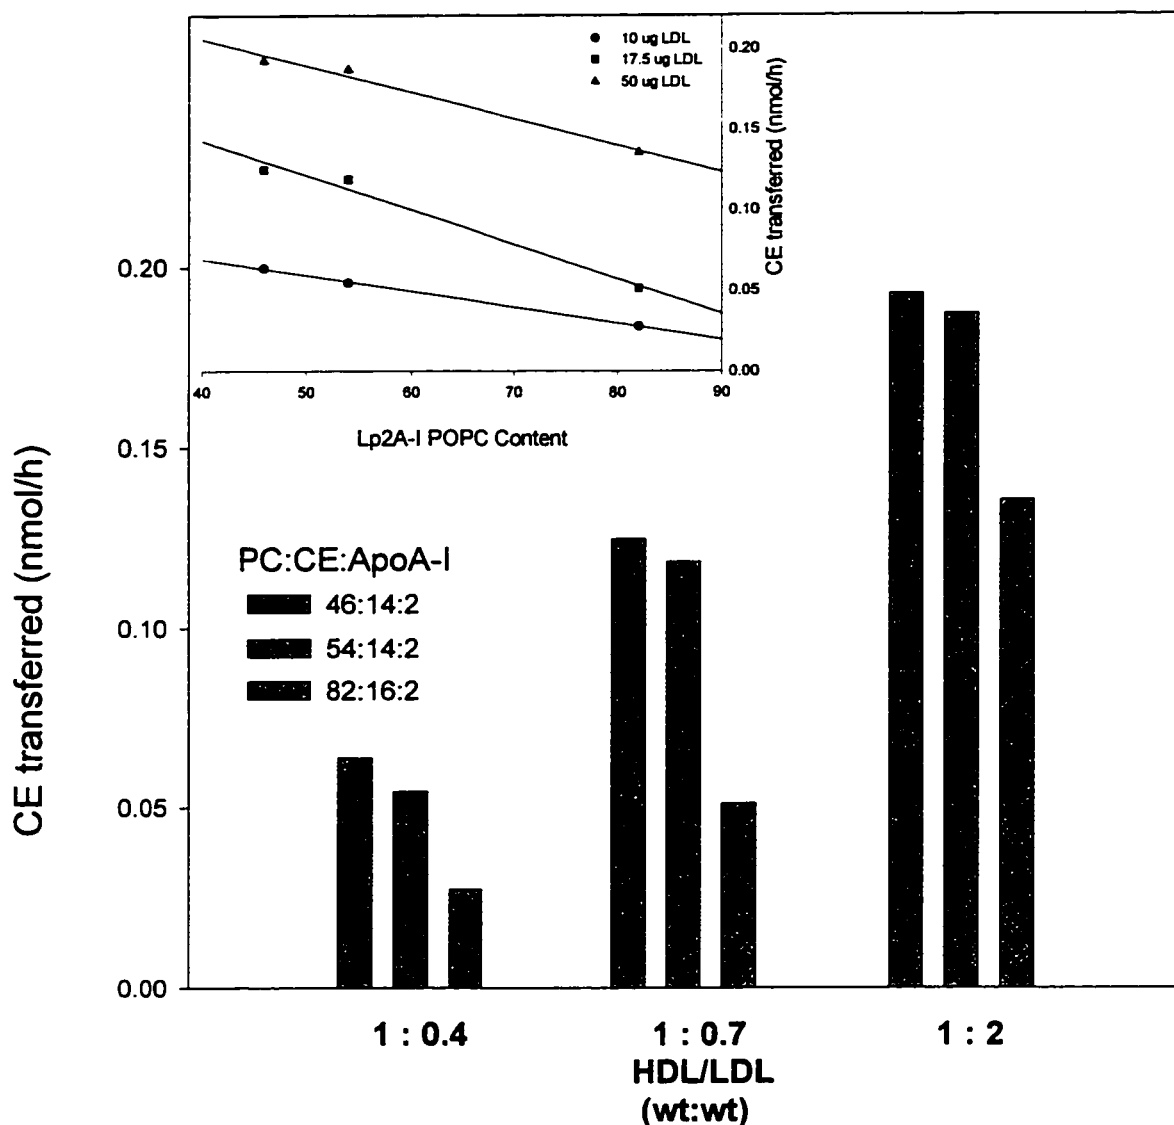 10 ug LDL
17.5 ug LDL
50 ug LDL
0.20
0.15
0.10
0.05
0.00
CE transferred (nmol/h)
40 50 60 70 80 90
Lp2A-I POPC Content
0.20
0.15
0.10
0.05
0.00
CE transferred (nmol/h)
PC:CE:ApoA-I
46:14:2
54:14:2
82:16:2
1 : 0.4 1 : 0.7 1 : 2
HDL/LDL
(wt:wt)